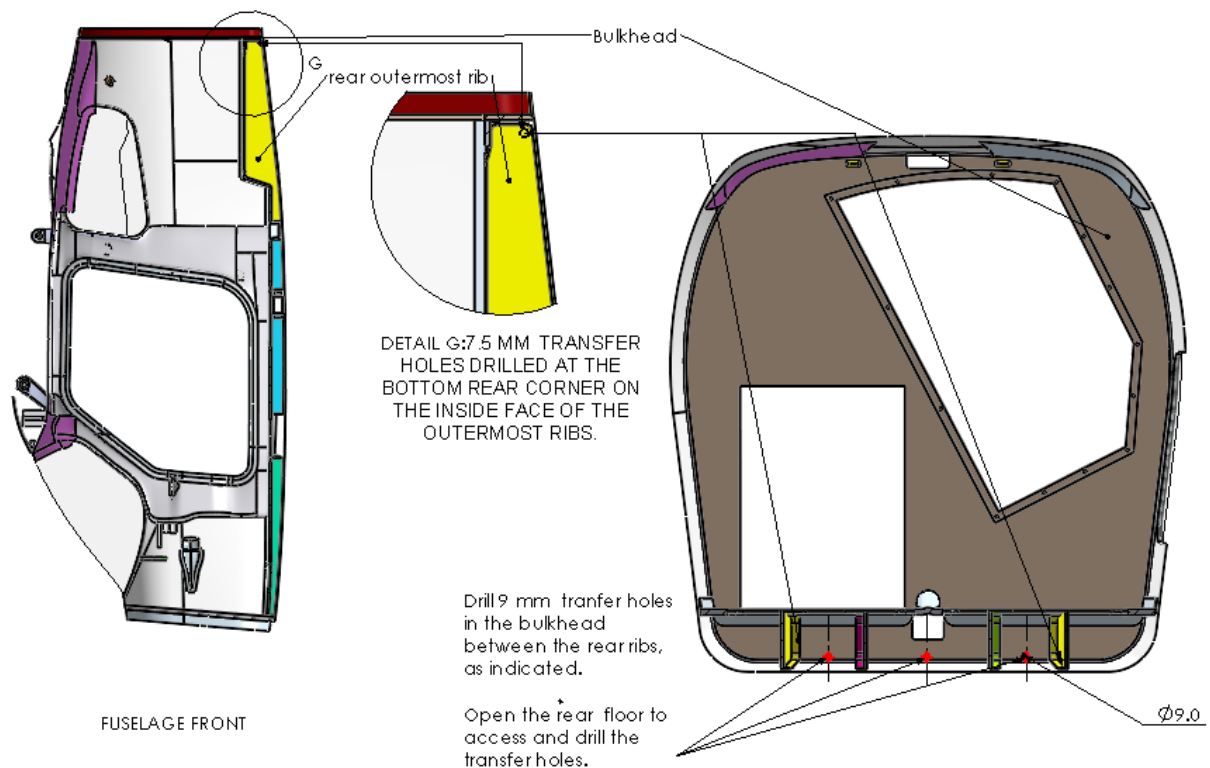 Bulkhead
G
rear outermost rib
DETAIL G:7.5 MM TRANSFER
HOLES DRILLED AT THE
BOTTOM REAR CORNER ON
THE INSIDE FACE OF THE
OUTERMOST RIBS.
Drill 9 mm tranfer holes
in the bulkhead
between the rear ribs,
as indicated.
Open the rear floor to
access and drill the
transfer holes.
FUSELAGE FRONT
Ø9.0